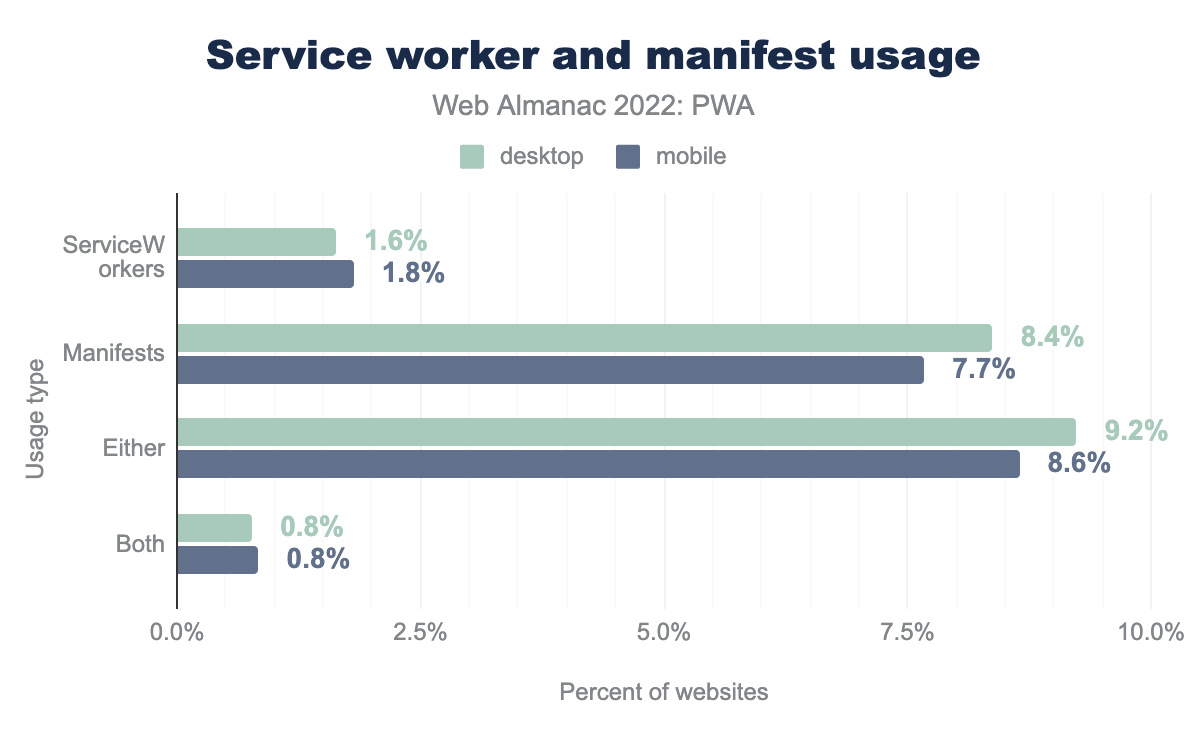 Service worker and manifest usage
Web Almanac 2022: PWA
desktop
mobile
ServiceW
orkers
1.6%
1.8%
Manifests
8.4%
7.7%
Either
9.2%
8.6%
Both
0.8%
0.8%
Usage type
0.0%
2.5%
5.0%
7.5%
10.0%
Percent of websites